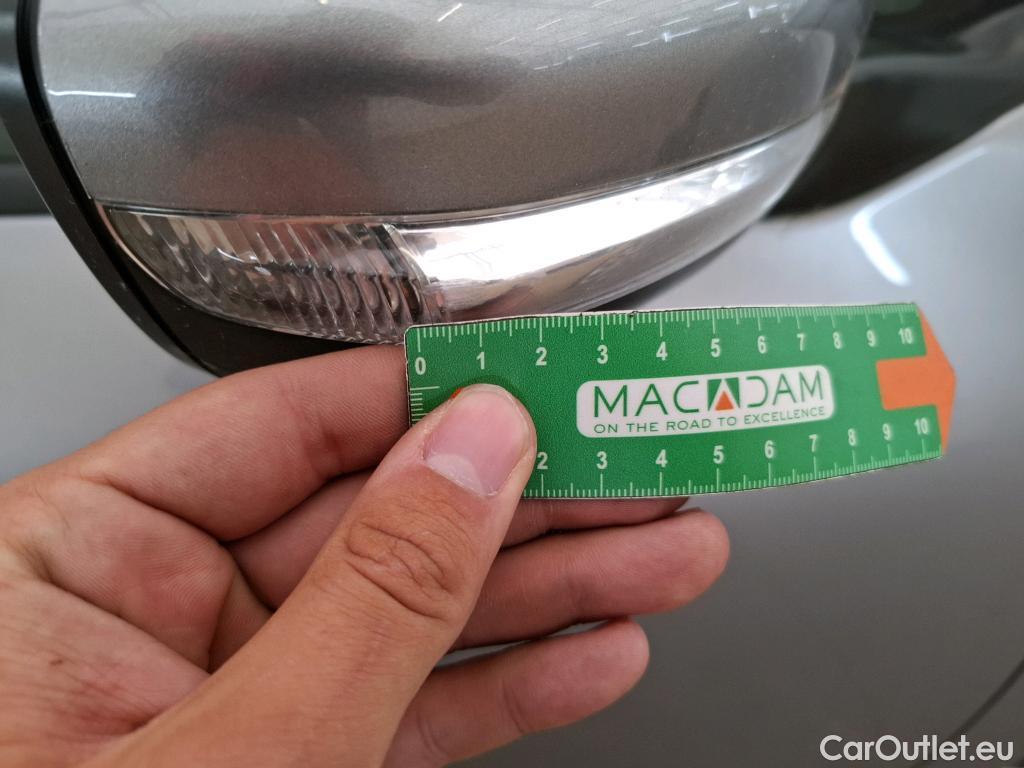 0 1 2 3 4 5 6 7 8 9 10
MACADAM
ON THE ROAD TO EXCELLENCE
2 3 4 5 6 7 8 9 10
CarOutlet.eu